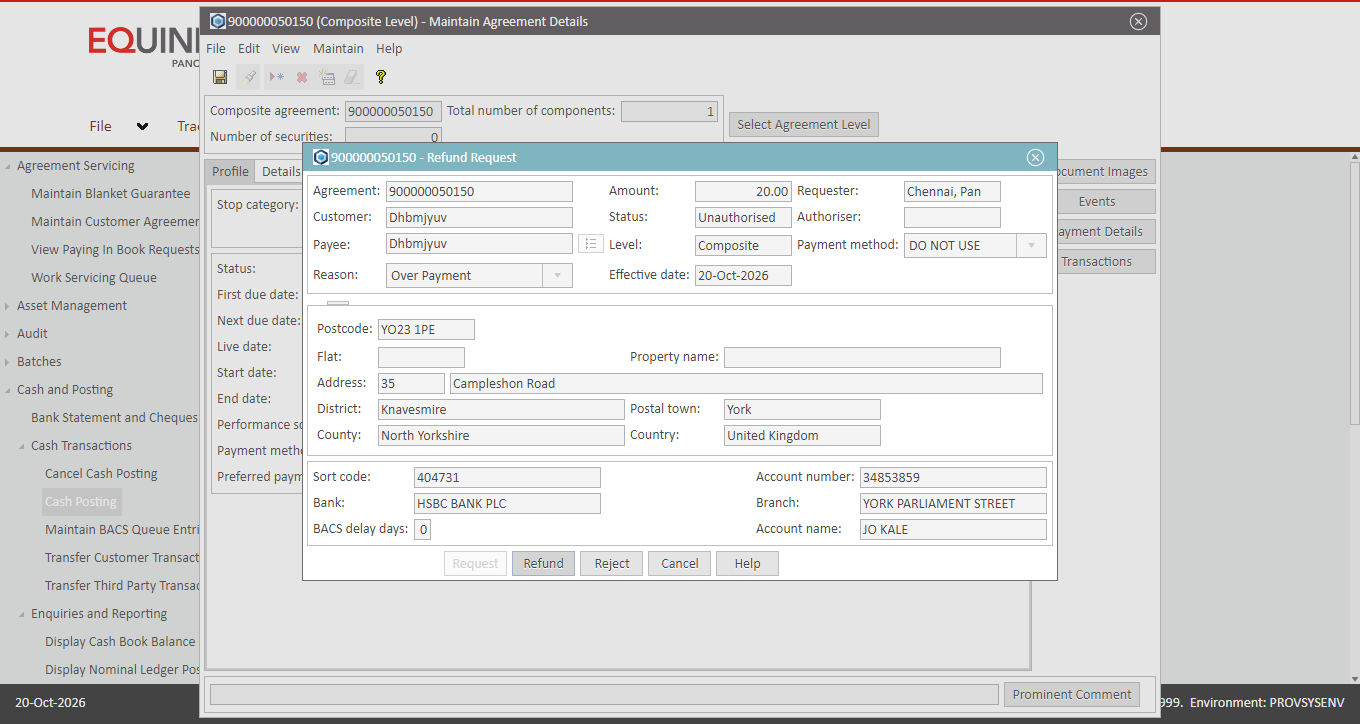 900000050150 (Composite Level) - Maintain Agreement Details
EQUINI
PANO
File Edit View Maintain Help
File Tra
Composite agreement: 900000050150 Total number of components: 1
Number of securities: 0
Select Agreement Level
Agreement Servicing
Maintain Blanket Guarantee
Maintain Customer Agreemer
View Paying In Book Requests
Work Servicing Queue
Asset Management
Audit
Batches
Cash and Posting
Bank Statement and Cheques
Cash Transactions
Cancel Cash Posting
Cash Posting
Maintain BACS Queue Entri
Transfer Customer Transact
Transfer Third Party Transac
Enquiries and Reporting
Display Cash Book Balance
Display Nominal Ledger Pos
Profile Details
Stop category:
Status:
First due date:
Next due date:
Live date:
Start date:
End date:
Performance sc
Payment metho
Preferred paym
ocument Images
Events
ayment Details
Transactions
900000050150 - Refund Request
Agreement: 900000050150 Amount: 20.00 Requester: Chennai, Pan
Customer: Dhbmjyuv Status: Unauthorised Authoriser:
Payee: Dhbmjyuv Level: Composite Payment method: DO NOT USE
Reason: Over Payment Effective date: 20-Oct-2026
Postcode: YO23 1PE
Flat: Property name:
Address: 35 Campleshon Road
District: Knavesmire Postal town: York
County: North Yorkshire Country: United Kingdom
Sort code: 404731 Account number: 34853859
Bank: HSBC BANK PLC Branch: YORK PARLIAMENT STREET
BACS delay days: 0 Account name: JO KALE
Request Refund Reject Cancel Help
Prominent Comment
20-Oct-2026 999. Environment: PROVSYSENV